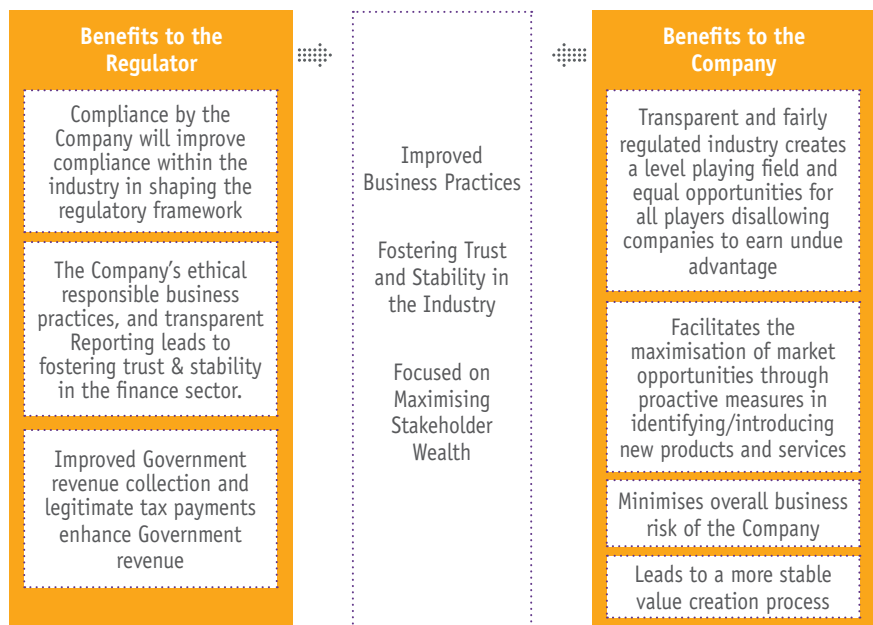 Benefits to the
Regulator
Compliance by the
Company will improve
compliance within the
industry in shaping the
regulatory framework
The Company's ethical
responsible business
practices, and transparent
Reporting leads to
fostering trust & stability
in the finance sector.
Improved Government
revenue collection and
legitimate tax payments
enhance Government
revenue
Improved
Business Practices
Fostering Trust
and Stability in
the Industry
Focused on
Maximising
Stakeholder
Wealth
Benefits to the
Company
Transparent and fairly
regulated industry creates
a level playing field and
equal opportunities for
all players disallowing
companies to earn undue
advantage
Facilitates the
maximisation of market
opportunities through
proactive measures in
identifying/introducing
new products and services
Minimises overall business
risk of the Company
Leads to a more stable
value creation process